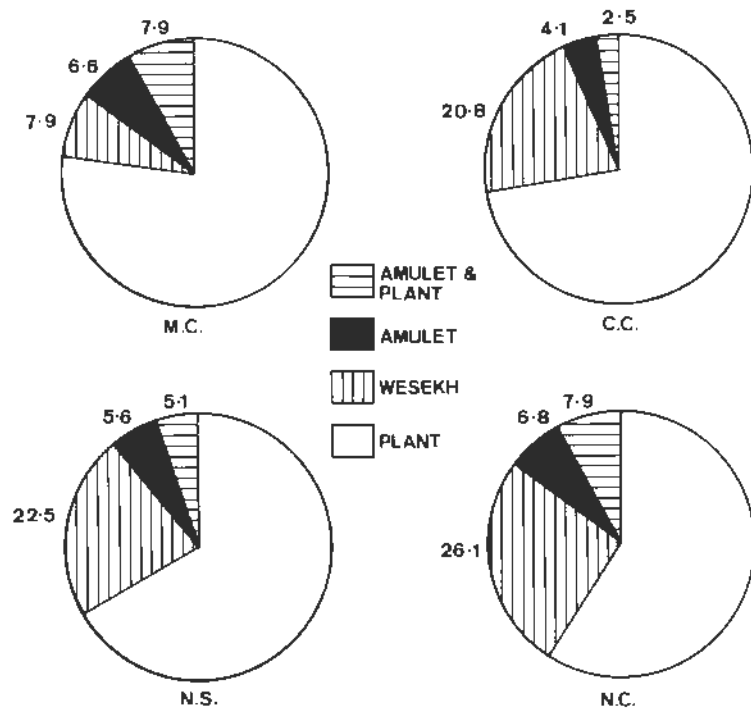 7·9
6·8
7·9
M.C.
2·5
4·1
20·8
C.C.
AMULET &
PLANT
AMULET
WESEKH
PLANT
5·1
5·6
22·5
N.S.
7·9
6·8
26·1
N.C.